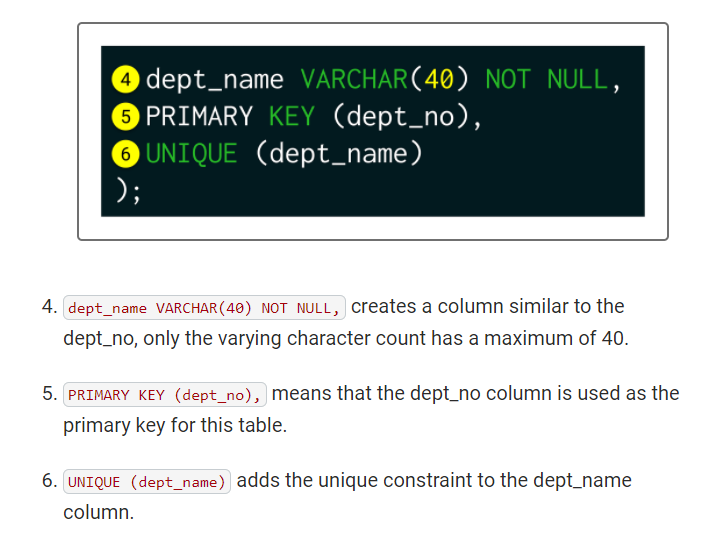 4 dept_name VARCHAR(40) NOT NULL,
5 PRIMARY KEY (dept_no),
6 UNIQUE (dept_name)
);
4. dept_name VARCHAR(40) NOT NULL, creates a column similar to the
dept_no, only the varying character count has a maximum of 40.
5. PRIMARY KEY (dept_no), means that the dept_no column is used as the
primary key for this table.
6. UNIQUE (dept_name) adds the unique constraint to the dept_name
column.